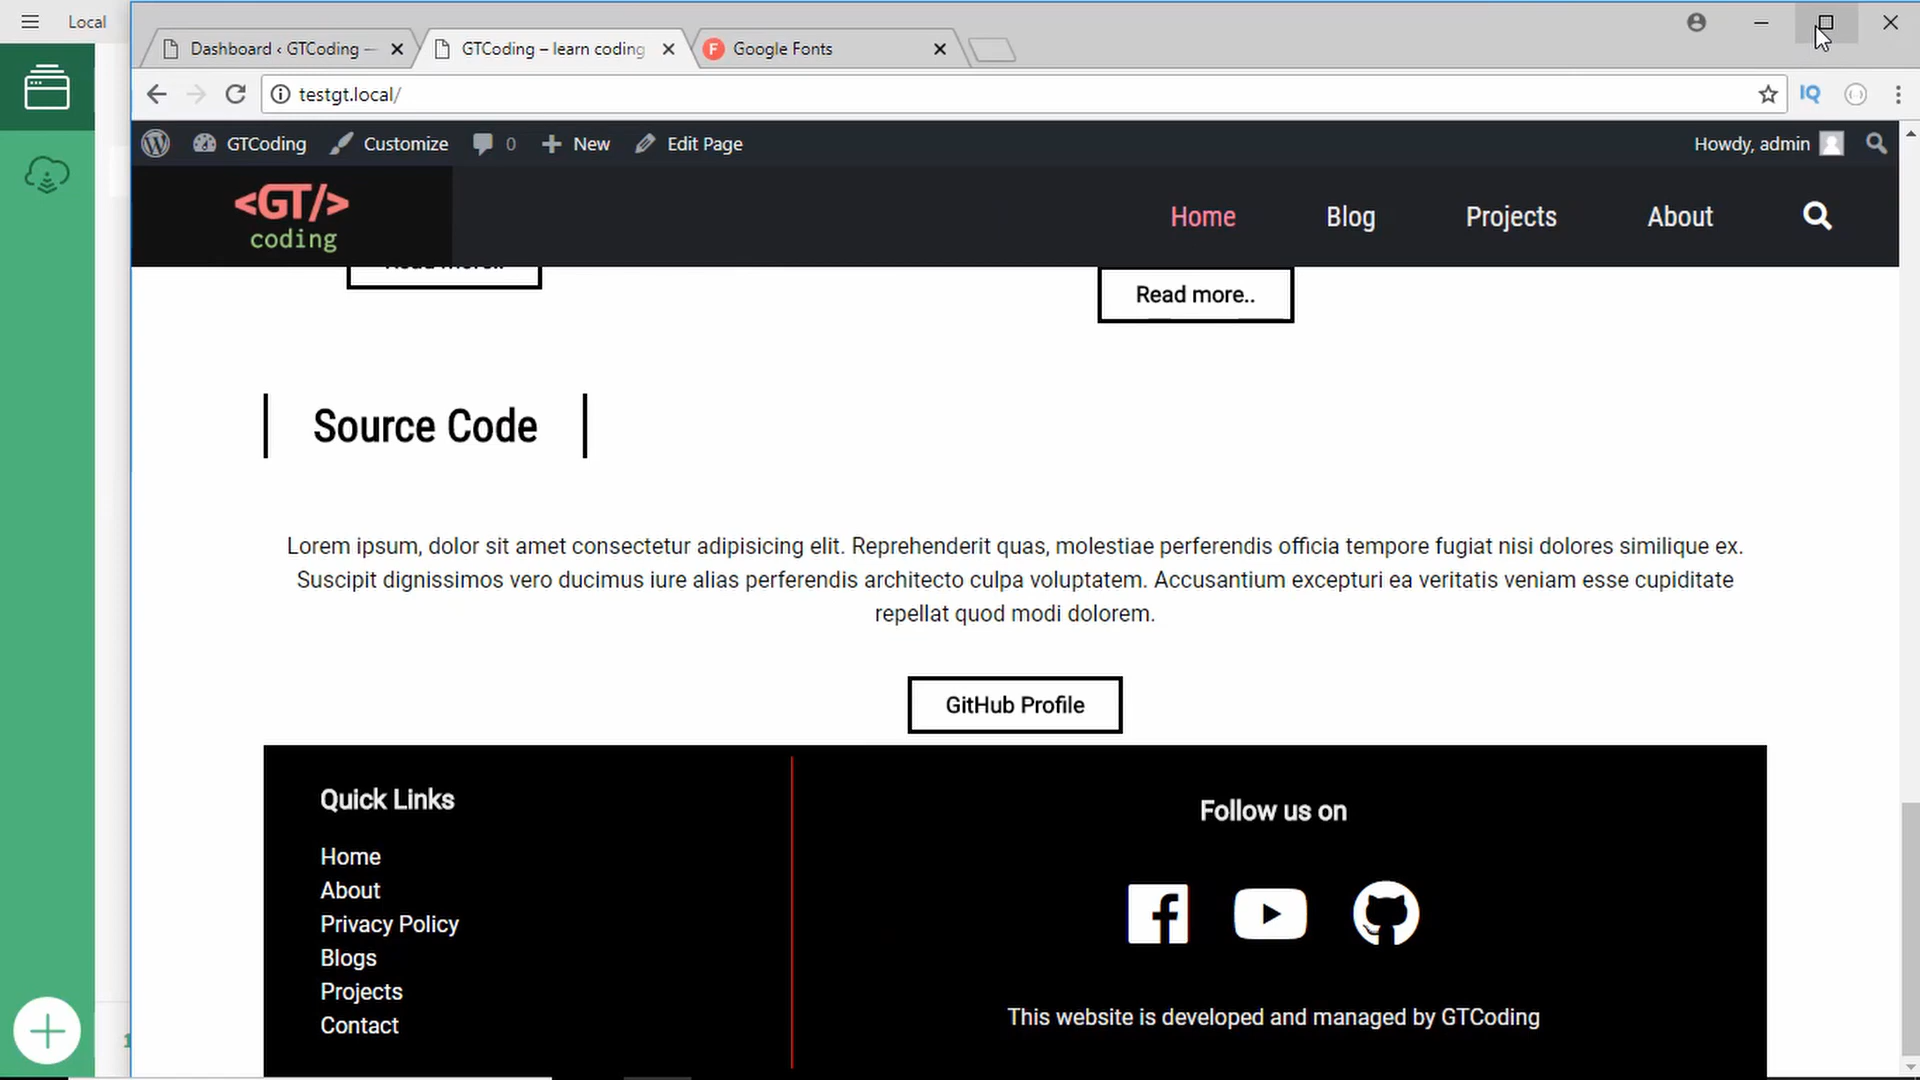 Local
Dashboard ‹ GTCoding —
GTCoding – learn coding
Google Fonts
testgt.local/
IQ
GTCoding
Customize
0
New
Edit Page
Howdy, admin
<GT/>
coding
Home
Blog
Projects
About
Read more..
Source Code
Lorem ipsum, dolor sit amet consectetur adipisicing elit. Reprehenderit quas, molestiae perferendis officia tempore fugiat nisi dolores similique ex.
Suscipit dignissimos vero ducimus iure alias perferendis architecto culpa voluptatem. Accusantium excepturi ea veritatis veniam esse cupiditate
repellat quod modi dolorem.
GitHub Profile
Quick Links
Home
About
Privacy Policy
Blogs
Projects
Contact
Follow us on
This website is developed and managed by GTCoding